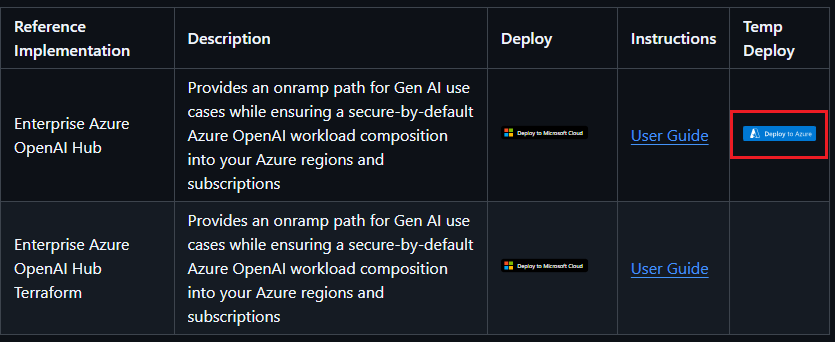 Reference
Implementation
Description
Deploy
Instructions
Temp
Deploy
Enterprise Azure
OpenAI Hub
Provides an onramp path for Gen AI use
cases while ensuring a secure-by-default
Azure OpenAI workload composition
into your Azure regions and
subscriptions
Deploy to Microsoft Cloud
User Guide
Deploy to Azure
Enterprise Azure
OpenAI Hub
Terraform
Provides an onramp path for Gen AI use
cases while ensuring a secure-by-default
Azure OpenAI workload composition
into your Azure regions and
subscriptions
Deploy to Microsoft Cloud
User Guide